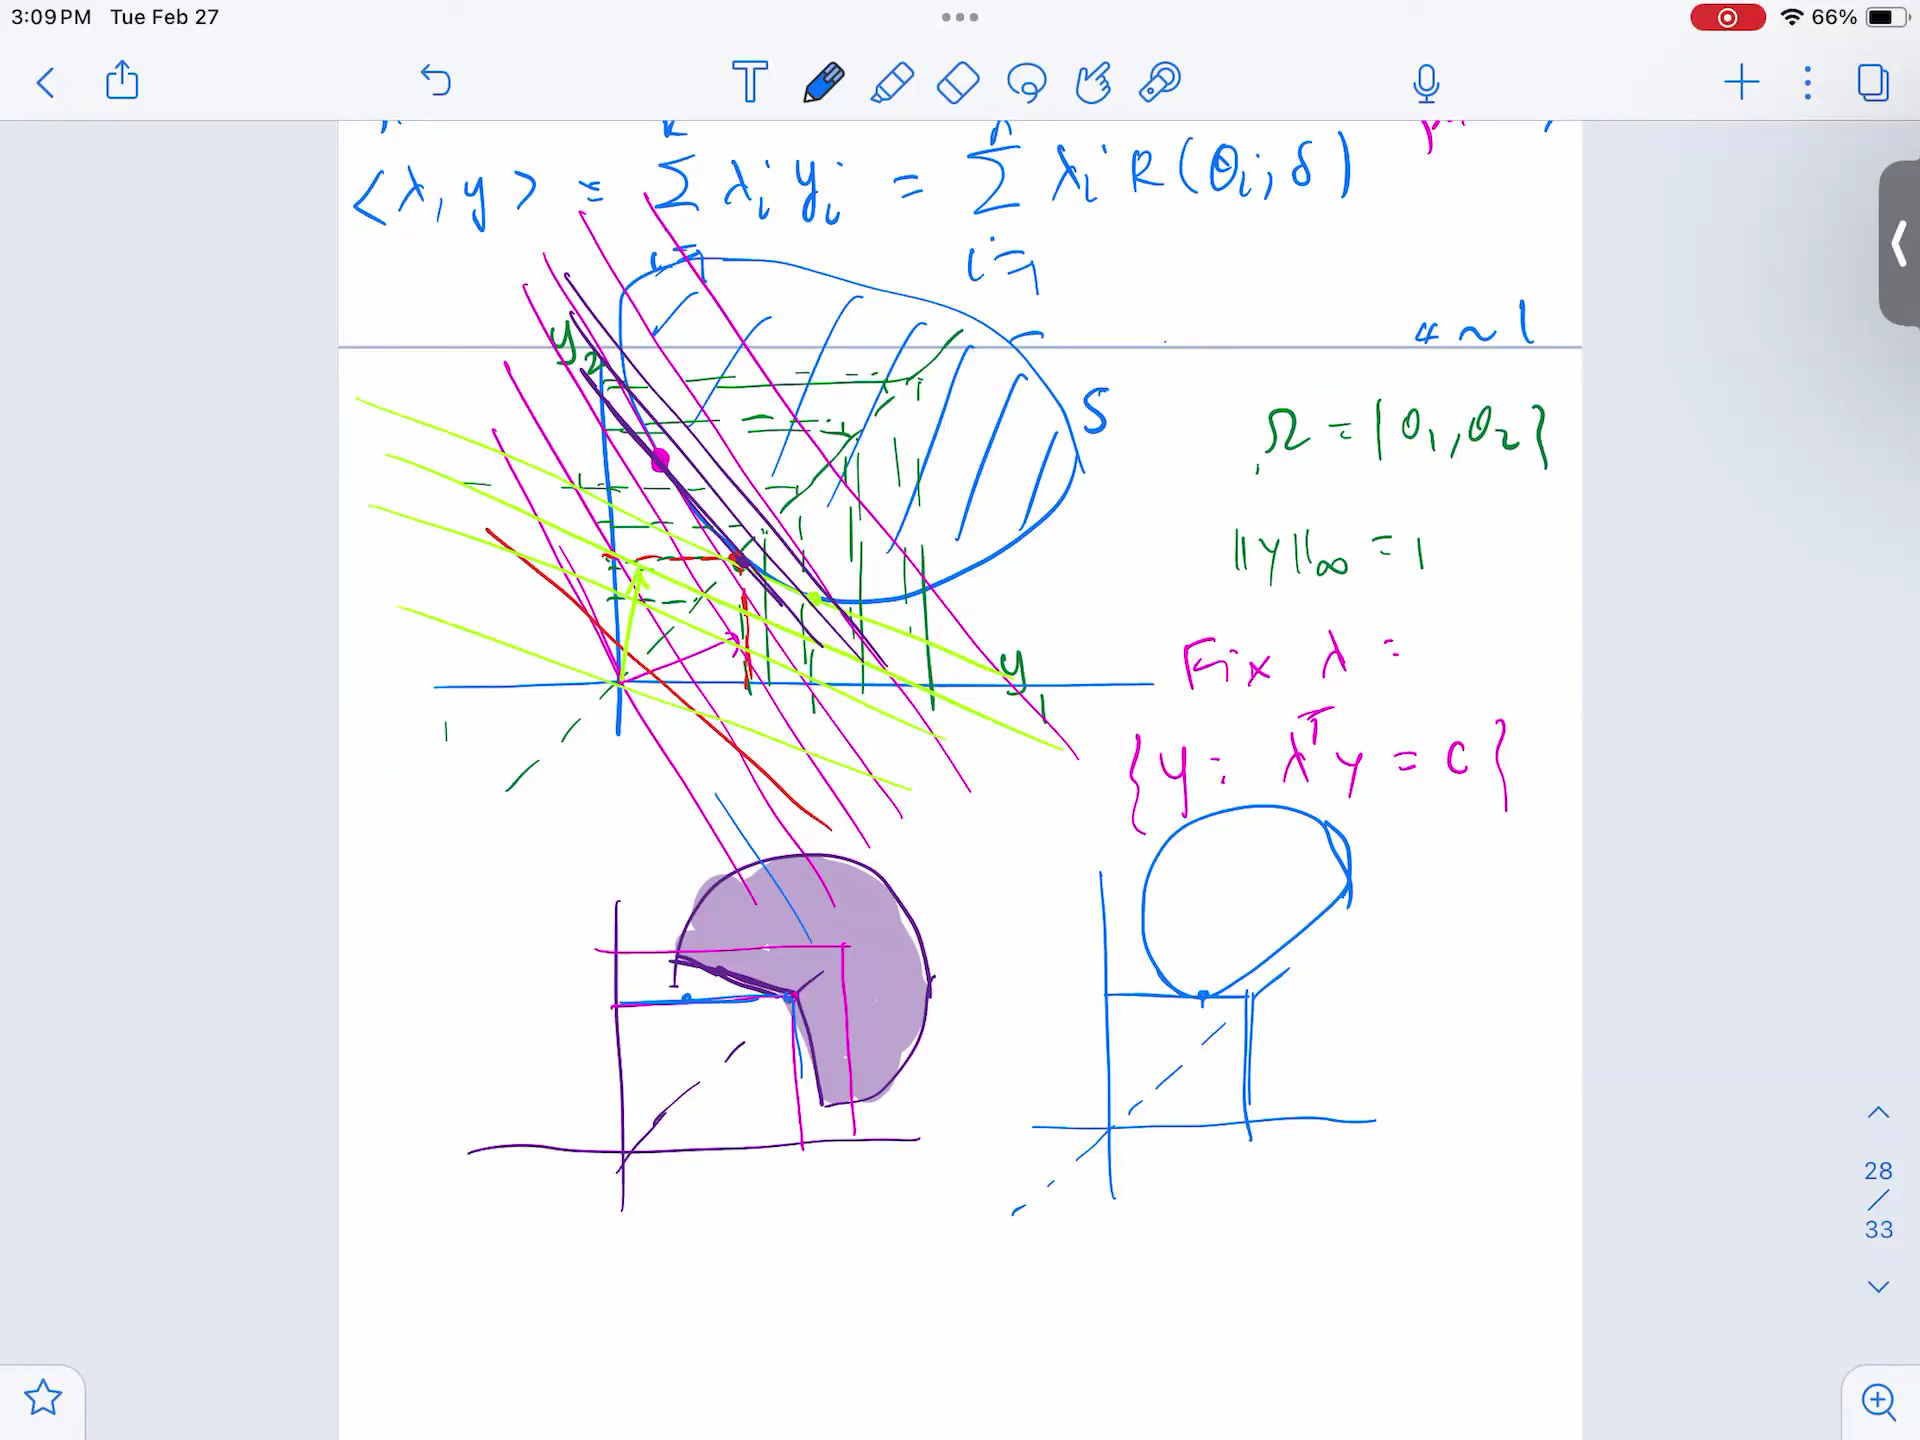 3:09 PM Tue Feb 27
66%
T
⟨λ, y⟩ = Σ λi yi = Σ λi R(θi, δ)
i=1
i=1
y2
S
Ω = {θ1, θ2}
‖y‖∞ = 1
Fix λ :
y1
{y : λᵀy = c}
28
/
33